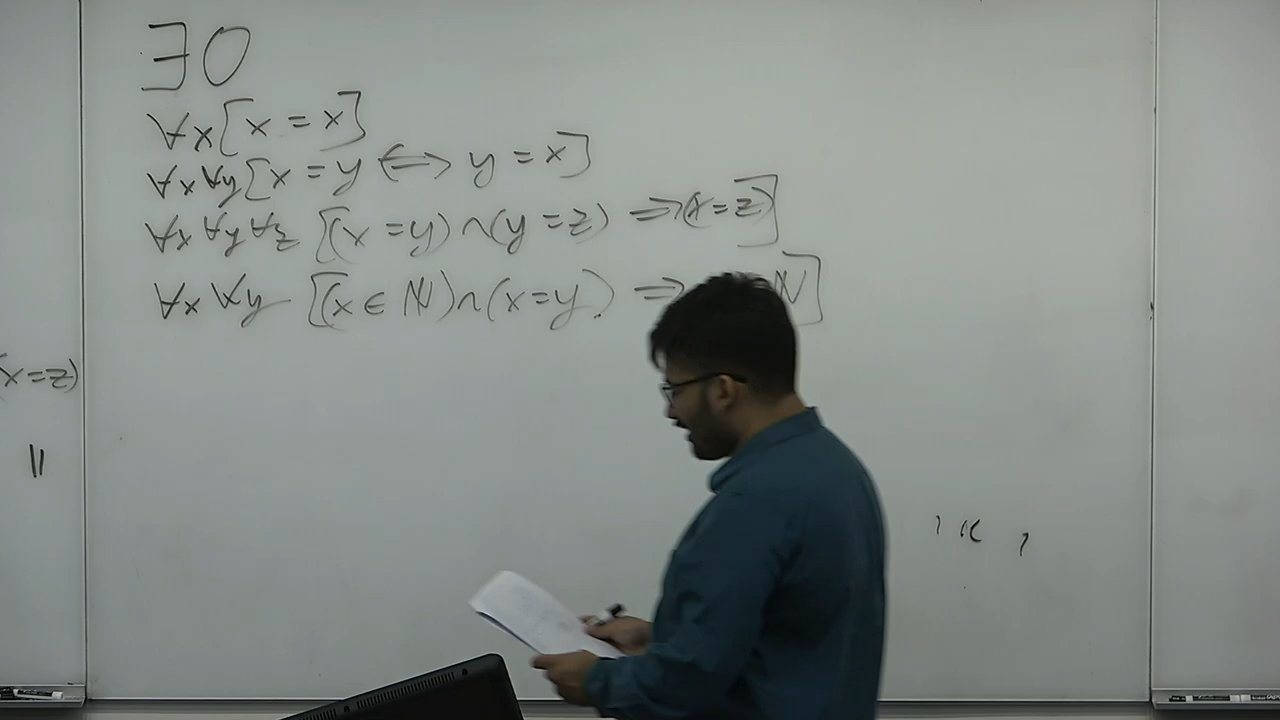 ∃0
∀x[x = x]
∀x∀y[x = y ⟺ y = x]
∀x∀y∀z [(x = y)∧(y = z) ⟹(x = z)]
∀x∀y [(x ∈ ℕ)∧(x = y) ⟹ ℕ]
(x = z)